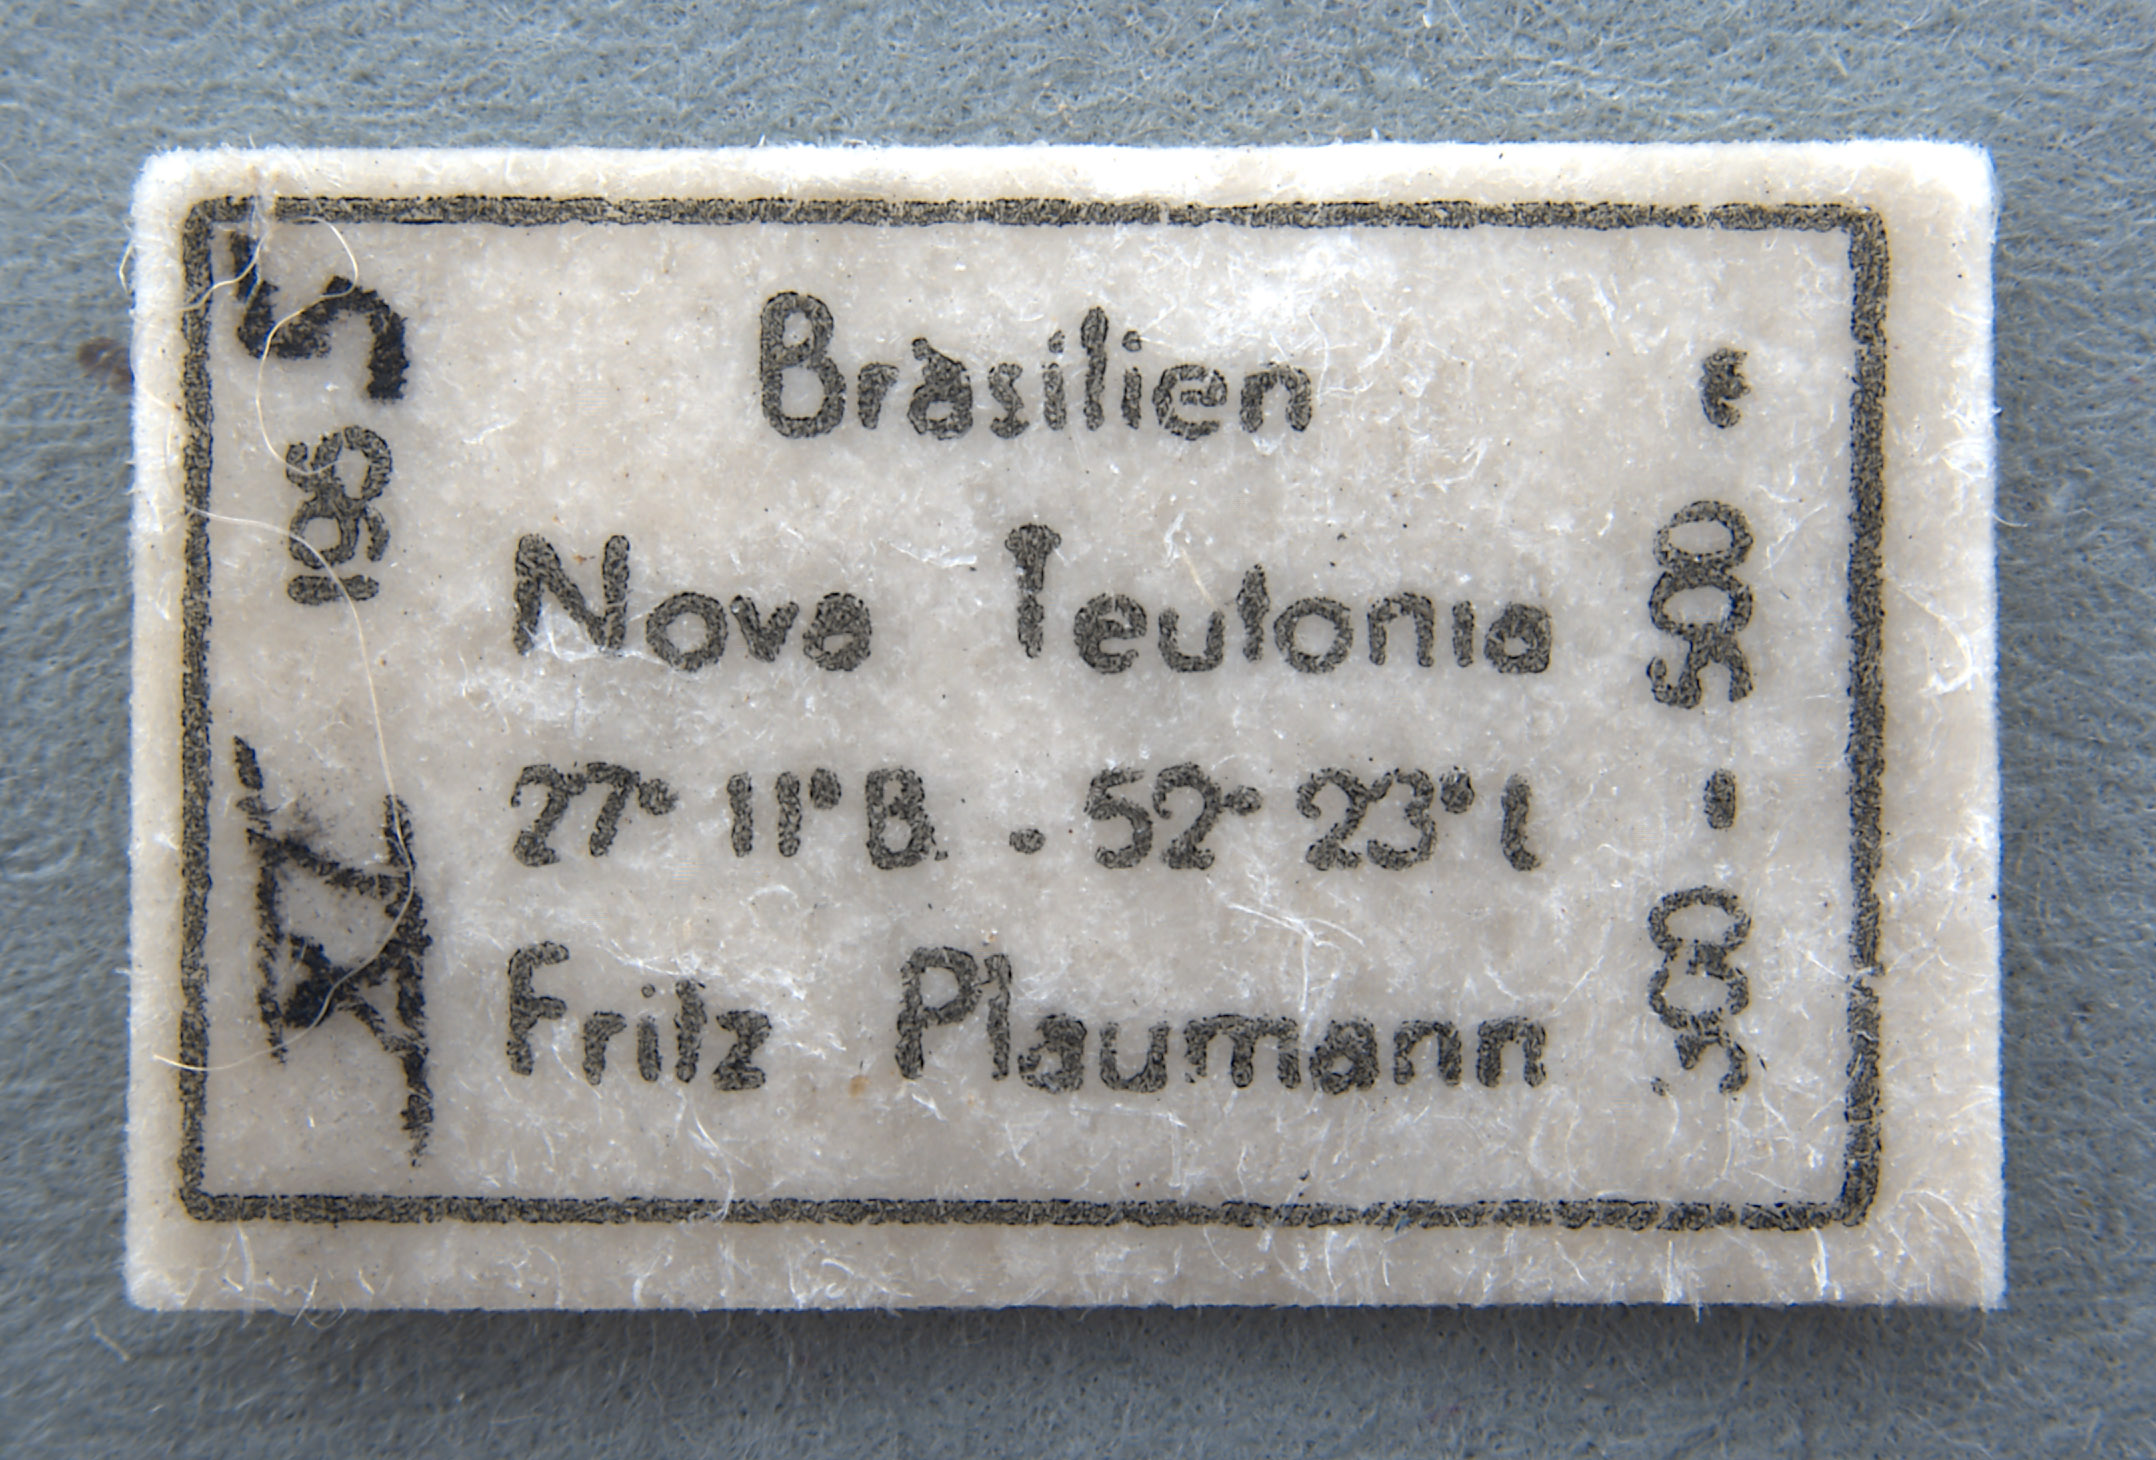 Brasilien
Nova Teutonia
27° 11' B. . 52° 23' L
Fritz Plaumann
XI 1965
300 - 500 m